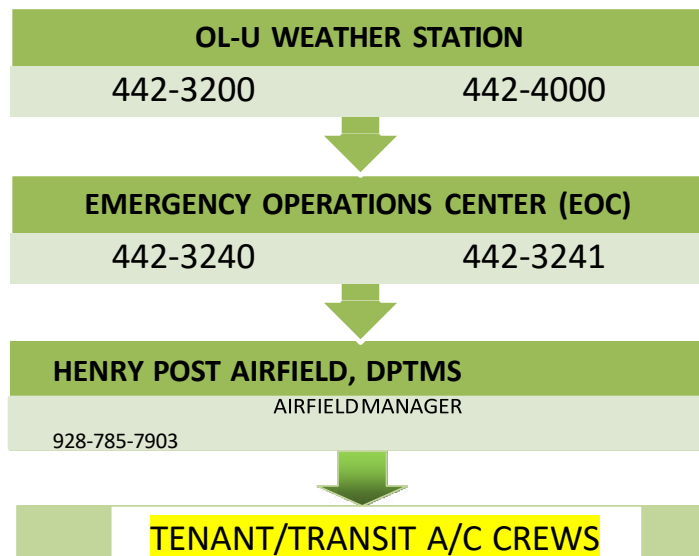 OL-U WEATHER STATION
442-3200 442-4000
EMERGENCY OPERATIONS CENTER (EOC)
442-3240 442-3241
HENRY POST AIRFIELD, DPTMS
AIRFIELD MANAGER
928-785-7903
TENANT/TRANSIT A/C CREWS